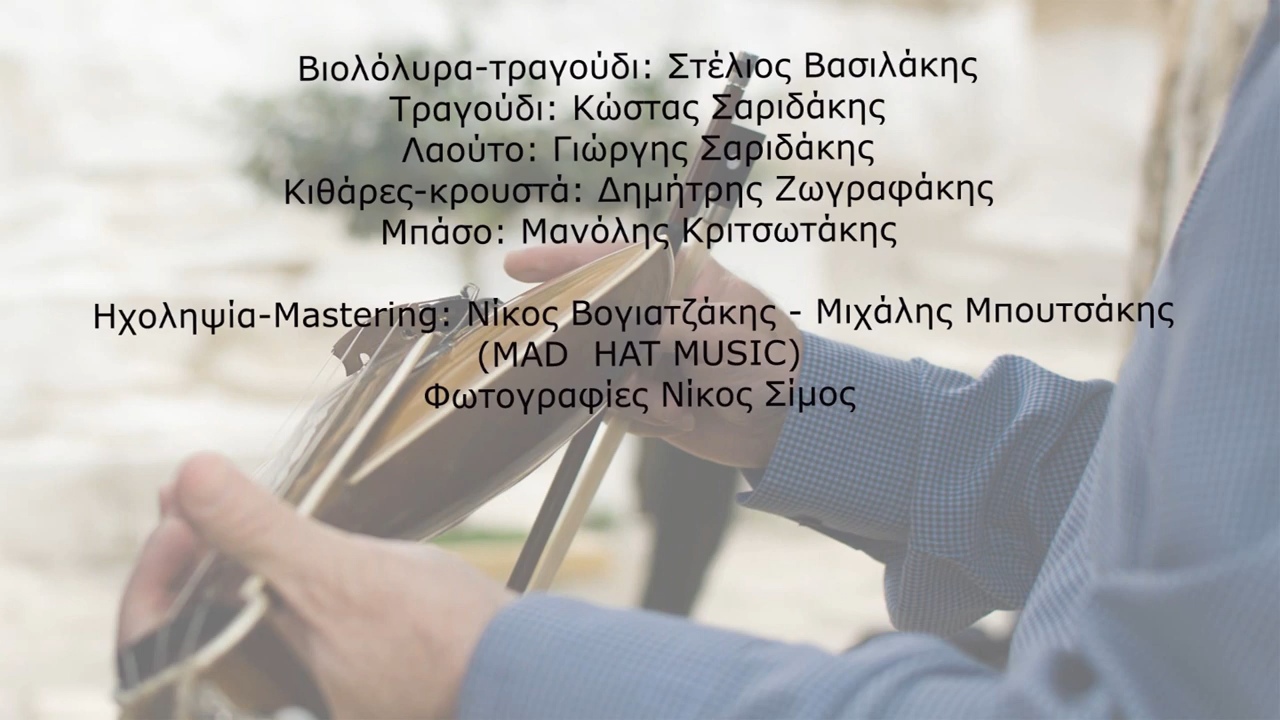 Βιολόλυρα-τραγούδι: Στέλιος Βασιλάκης
Τραγούδι: Κώστας Σαριδάκης
Λαούτο: Γιώργης Σαριδάκης
Κιθάρες-κρουστά: Δημήτρης Ζωγραφάκης
Μπάσο: Μανόλης Κριτσωτάκης
Ηχοληψία-Mastering: Νίκος Βογιατζάκης - Μιχάλης Μπουτσάκης
(MAD HAT MUSIC)
Φωτογραφίες Νίκος Σίμος